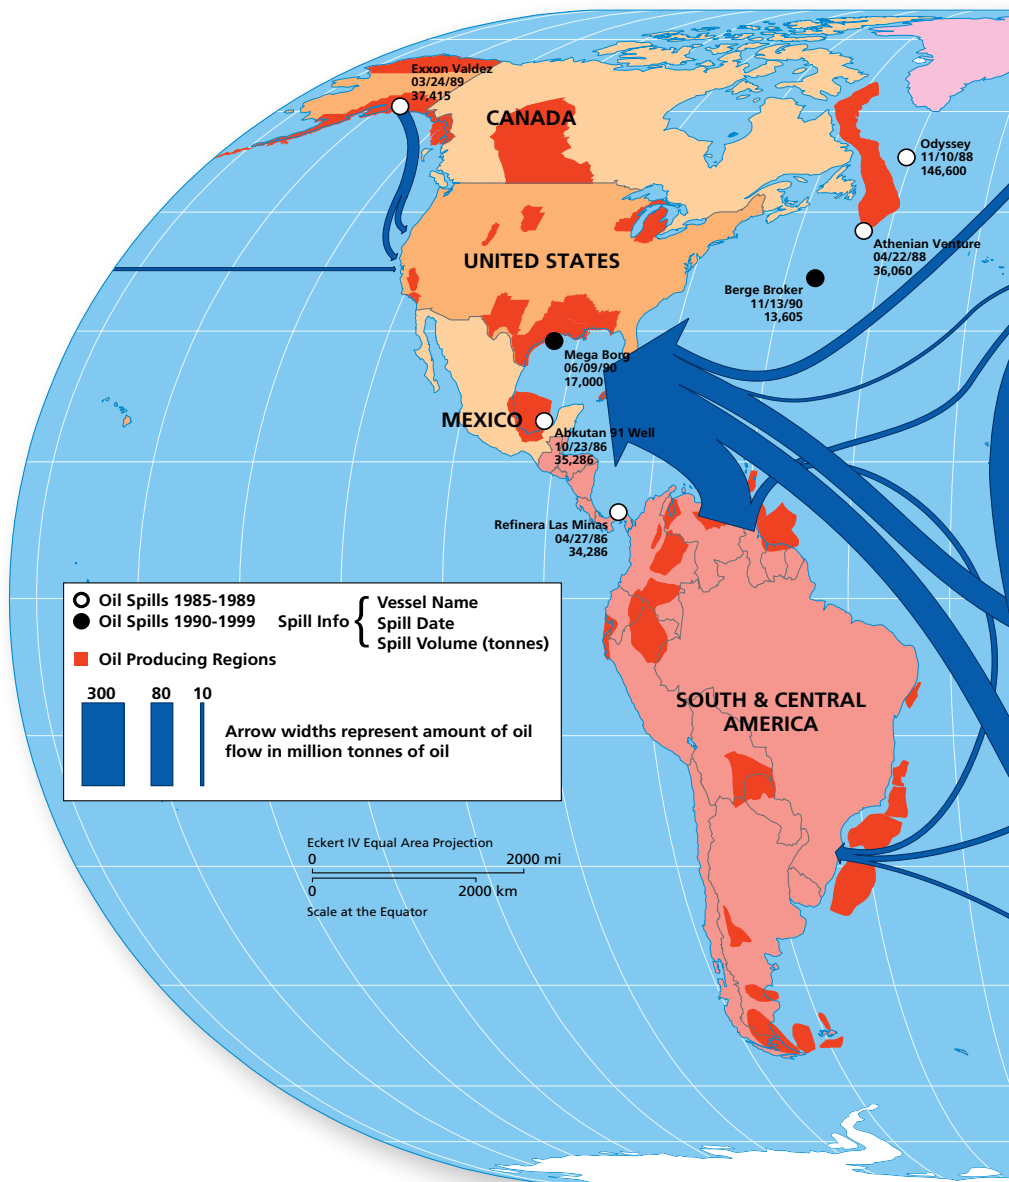 Exxon Valdez
03/24/89
37,415
CANADA
Odyssey
11/10/88
146,600
Athenian Venture
04/22/88
36,060
UNITED STATES
Berge Broker
11/13/90
13,605
Mega Borg
06/09/90
17,000
MEXICO
Abkutan 91 Well
10/23/86
35,286
Refinera Las Minas
04/27/86
34,286
Oil Spills 1985-1989
Oil Spills 1990-1999
Spill Info { Vessel Name
Spill Date
Spill Volume (tonnes)
Oil Producing Regions
300 80 10
Arrow widths represent amount of oil
flow in million tonnes of oil
SOUTH & CENTRAL
AMERICA
Eckert IV Equal Area Projection
0 2000 mi
0 2000 km
Scale at the Equator